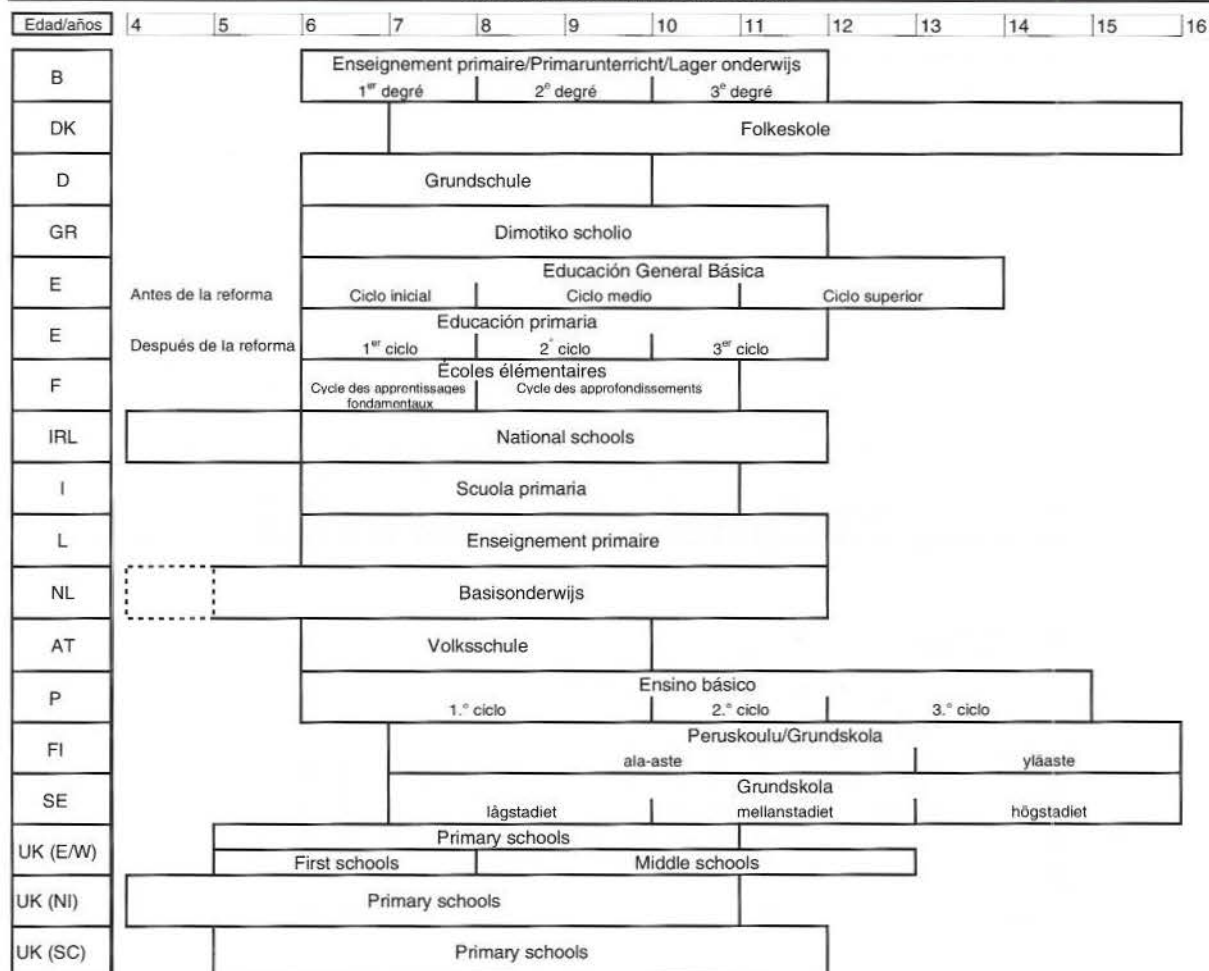 Edad/años 4 5 6 7 8 9 10 11 12 13 14 15 16
B Enseignement primaire/Primarunterricht/Lager onderwijs
1er degré 2e degré 3e degré
DK Folkeskole
D Grundschule
GR Dimotiko scholio
E Educación General Básica
Antes de la reforma Ciclo inicial Ciclo medio Ciclo superior
E Educación primaria
Después de la reforma 1er ciclo 2° ciclo 3er ciclo
F Écoles élémentaires
Cycle des apprentissages fondamentaux Cycle des approfondissements
IRL National schools
I Scuola primaria
L Enseignement primaire
NL Basisonderwijs
AT Volksschule
P Ensino básico
1.° ciclo 2.° ciclo 3.° ciclo
FI Peruskoulu/Grundskola
ala-aste yläaste
SE Grundskola
lågstadiet mellanstadiet högstadiet
UK (E/W) Primary schools
First schools Middle schools
UK (NI) Primary schools
UK (SC) Primary schools